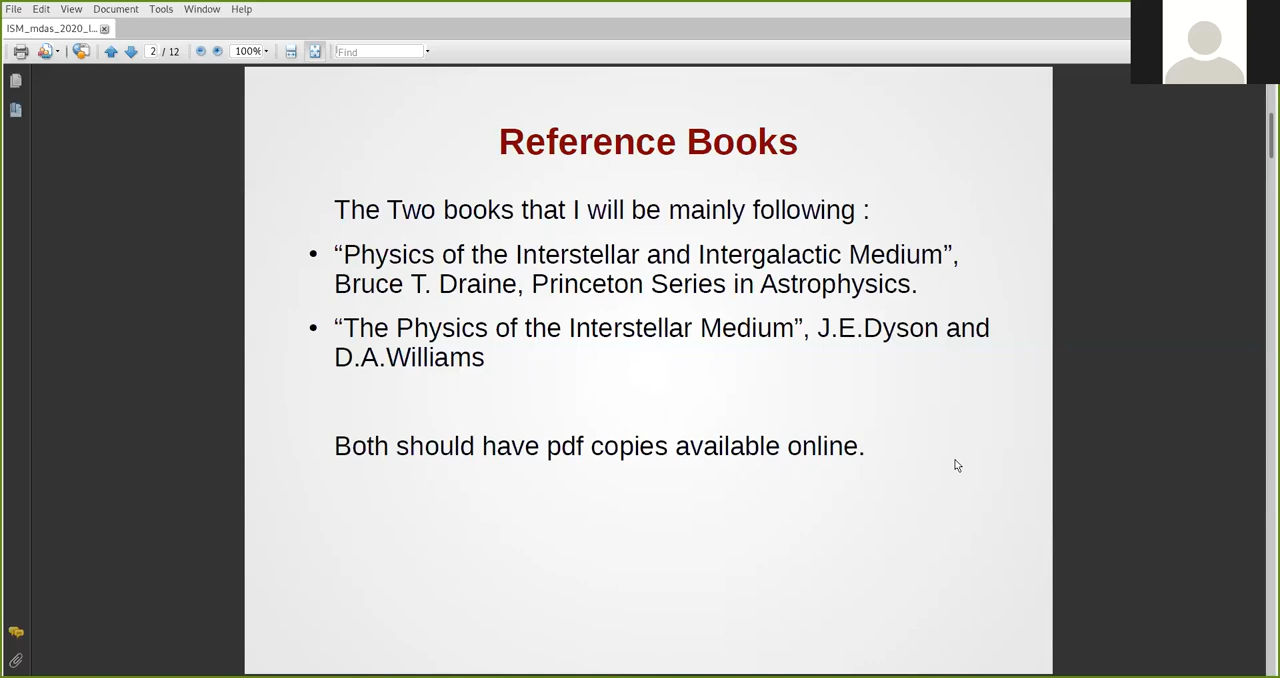 File Edit View Document Tools Window Help
ISM_mdas_2020_l...
2 / 12 100% Find
Reference Books
The Two books that I will be mainly following :
• “Physics of the Interstellar and Intergalactic Medium”,
Bruce T. Draine, Princeton Series in Astrophysics.
• “The Physics of the Interstellar Medium”, J.E.Dyson and
D.A.Williams
Both should have pdf copies available online.